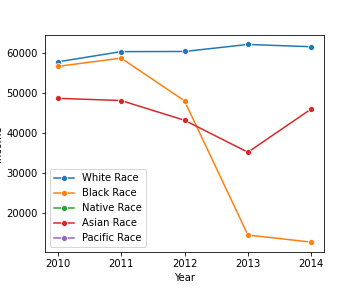 60000
50000
40000
30000
20000
White Race
Black Race
Native Race
Asian Race
Pacific Race
2010 2011 2012 2013 2014
Year